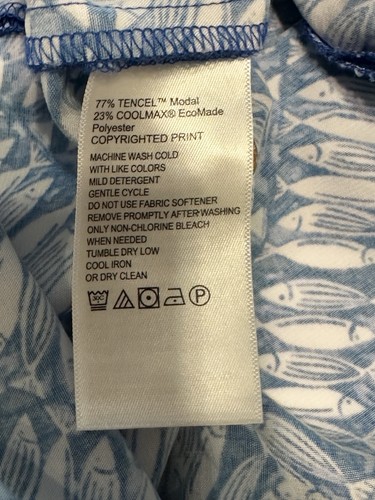 77% TENCEL™ Modal
23% COOLMAX® EcoMade
Polyester
COPYRIGHTED PRINT
MACHINE WASH COLD
WITH LIKE COLORS
MILD DETERGENT
GENTLE CYCLE
DO NOT USE FABRIC SOFTENER
REMOVE PROMPTLY AFTER WASHING
ONLY NON-CHLORINE BLEACH
WHEN NEEDED
TUMBLE DRY LOW
COOL IRON
OR DRY CLEAN
P